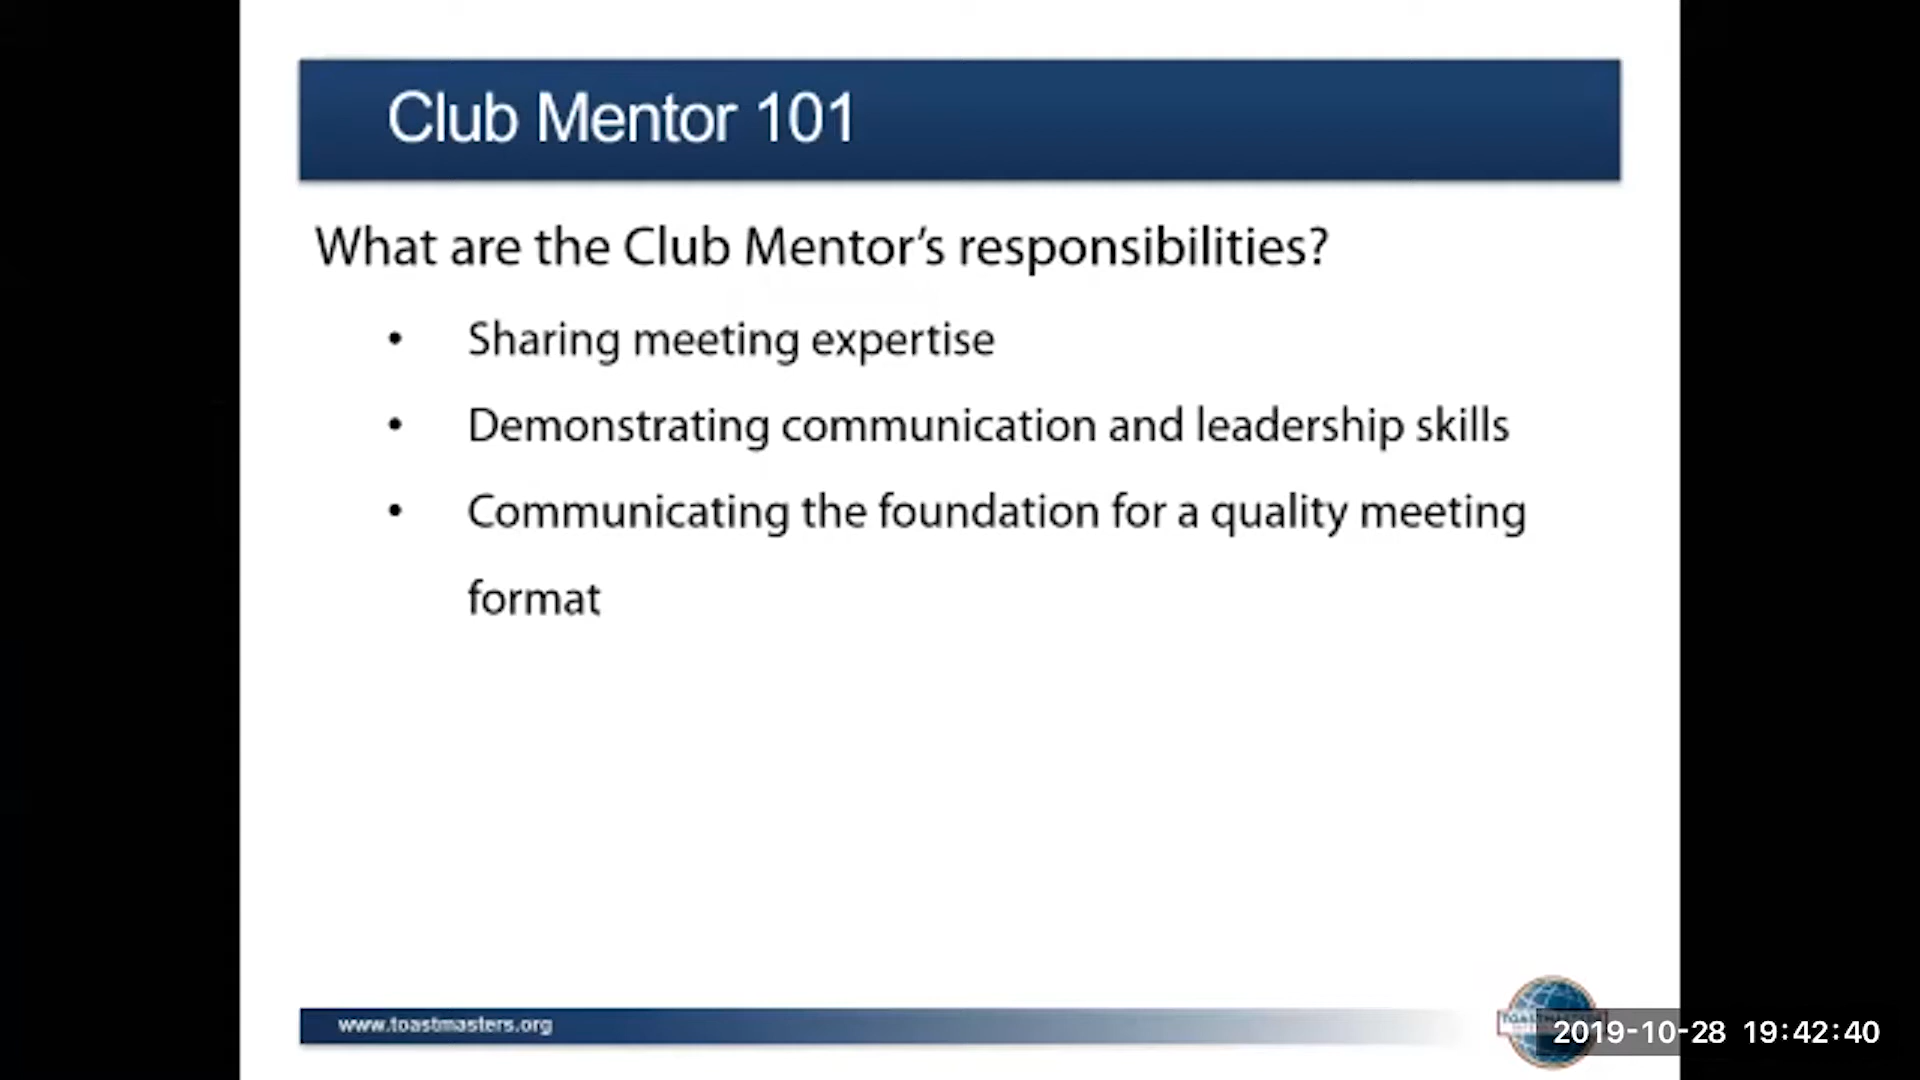 Club Mentor 101
What are the Club Mentor’s responsibilities?
• Sharing meeting expertise
• Demonstrating communication and leadership skills
• Communicating the foundation for a quality meeting
format
www.toastmasters.org
TOASTMASTERS
2019-10-28 19:42:40